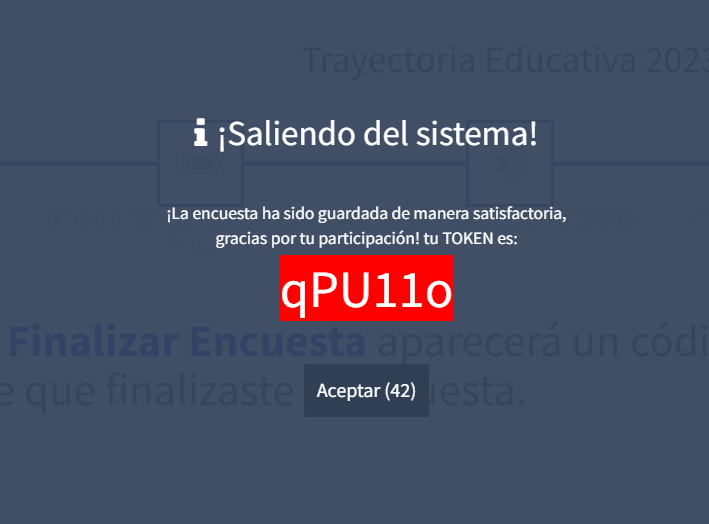 Trayectoria Educativa 2023
¡Saliendo del sistema!
¡La encuesta ha sido guardada de manera satisfactoria,
gracias por tu participación! tu TOKEN es:
qPU11o
Finalizar Encuesta aparecerá un códi
e que finalizaste
uesta.
Aceptar (42)